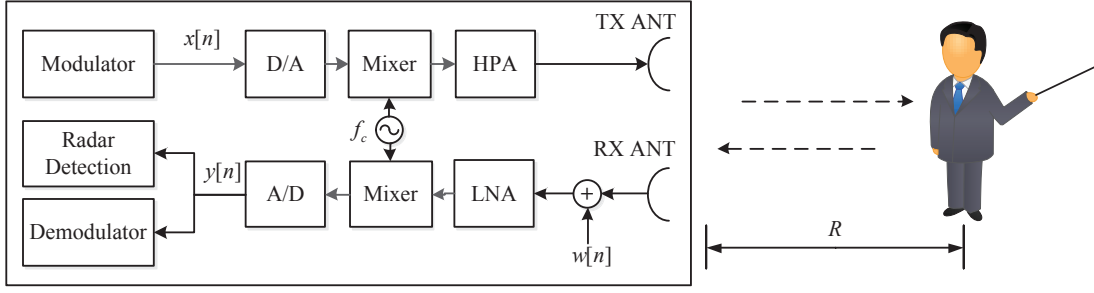 TX ANT
x[n]
Modulator
D/A
Mixer
HPA
f_c
Radar
Detection
y[n]
RX ANT
A/D
Mixer
LNA
+
Demodulator
w[n]
R